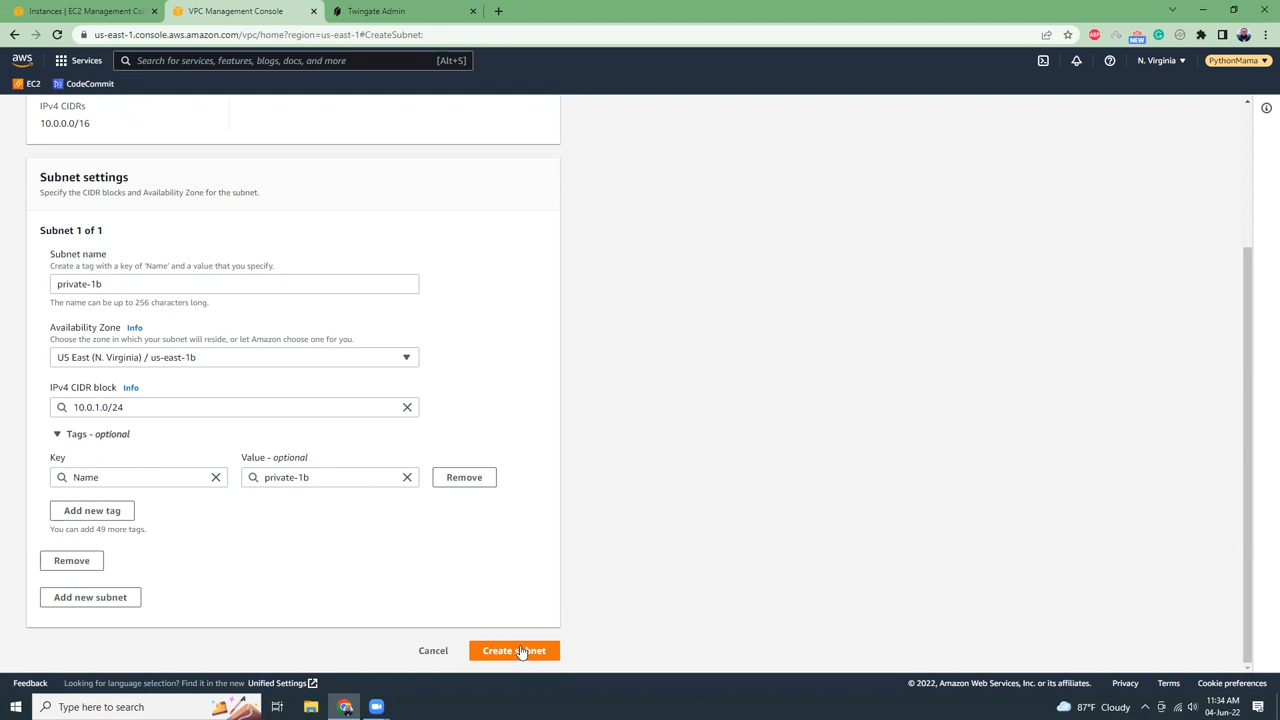 Instances | EC2 Management Co
VPC Management Console
Twingate Admin
us-east-1.console.aws.amazon.com/vpc/home?region=us-east-1#CreateSubnet:
ABP
NEW
aws
Services
Search for services, features, blogs, docs, and more
[Alt+S]
N. Virginia
PythonMama
EC2
CodeCommit
IPv4 CIDRs
10.0.0.0/16
Subnet settings
Specify the CIDR blocks and Availability Zone for the subnet.
Subnet 1 of 1
Subnet name
Create a tag with a key of 'Name' and a value that you specify.
private-1b
The name can be up to 256 characters long.
Availability Zone Info
Choose the zone in which your subnet will reside, or let Amazon choose one for you.
US East (N. Virginia) / us-east-1b
IPv4 CIDR block Info
10.0.1.0/24
Tags - optional
Key
Value - optional
Name
private-1b
Remove
Add new tag
You can add 49 more tags.
Remove
Add new subnet
Cancel
Create subnet
Feedback
Looking for language selection? Find it in the new Unified Settings
© 2022, Amazon Web Services, Inc. or its affiliates.
Privacy
Terms
Cookie preferences
Type here to search
87°F Cloudy
11:34 AM
04-Jun-22